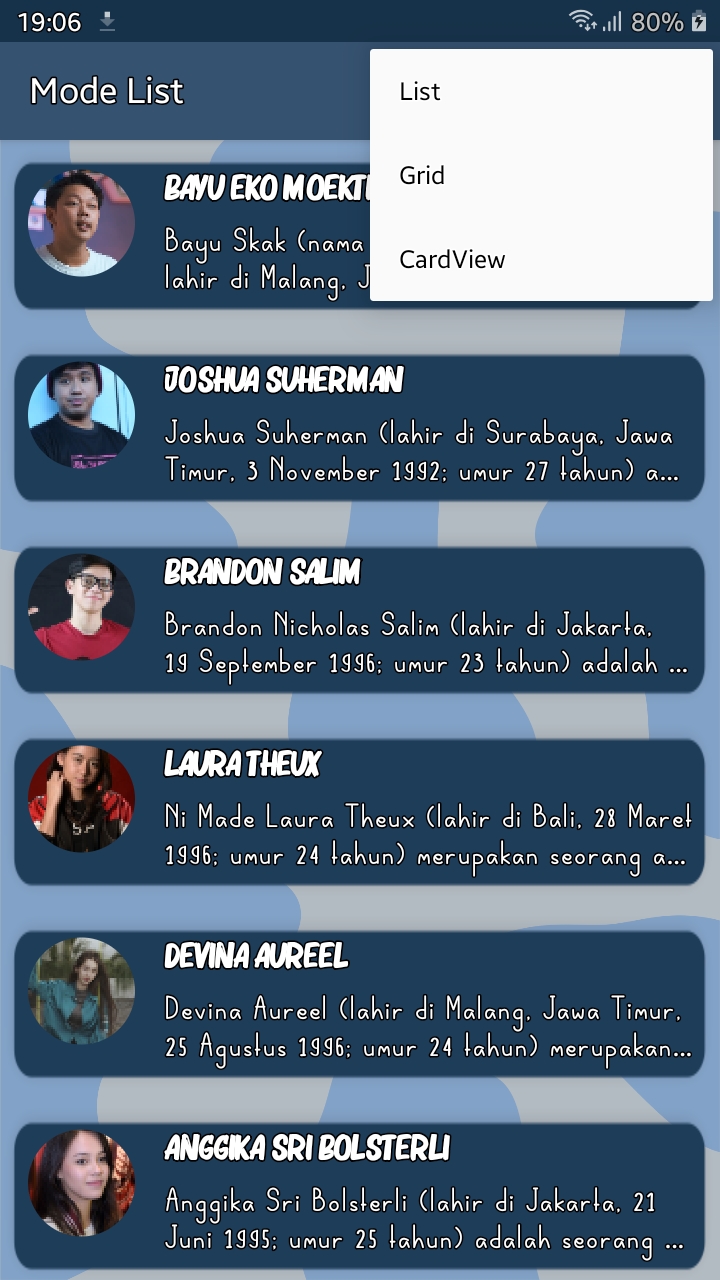 19:06
80%
Mode List
List
Grid
CardView
BAYU EKO MOEKT
Bayu Skak (nama
lahir di Malang, J
JOSHUA SUHERMAN
Joshua Suherman (lahir di Surabaya, Jawa
Timur, 3 November 1992; umur 27 tahun) a...
BRANDON SALIM
Brandon Nicholas Salim (lahir di Jakarta,
19 September 1996; umur 23 tahun) adalah ...
LAURA THEUX
Ni Made Laura Theux (lahir di Bali, 28 Maret
1996; umur 24 tahun) merupakan seorang a...
DEVINA AUREEL
Devina Aureel (lahir di Malang, Jawa Timur,
25 Agustus 1996; umur 24 tahun) merupakan...
ANGGIKA SRI BOLSTERLI
Anggika Sri Bolsterli (lahir di Jakarta, 21
Juni 1995; umur 25 tahun) adalah seorang ...